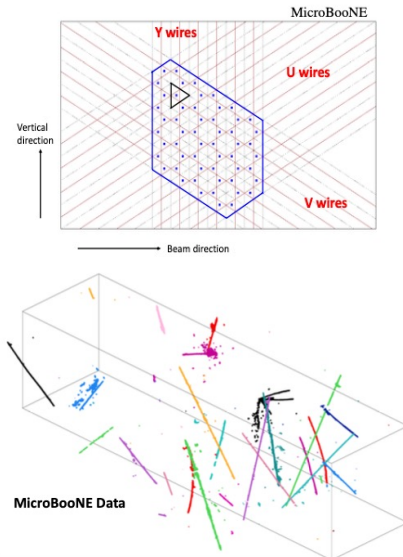 MicroBooNE
Y wires
U wires
Vertical
direction
V wires
Beam direction
MicroBooNE Data